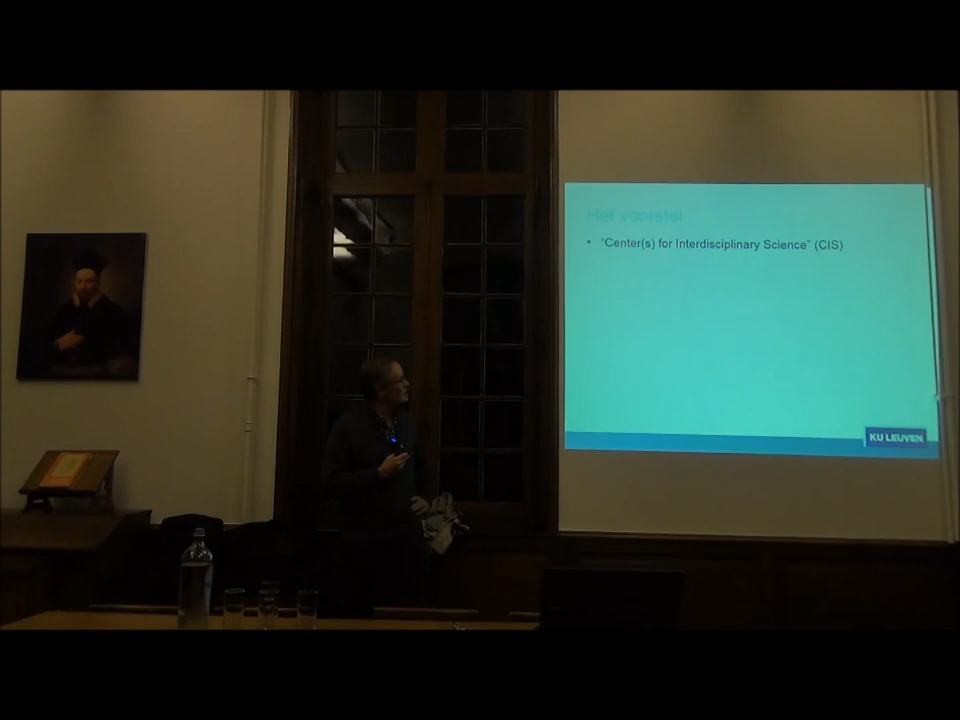 Het voorstel
• "Center(s) for Interdisciplinary Science" (CIS)
KU LEUVEN